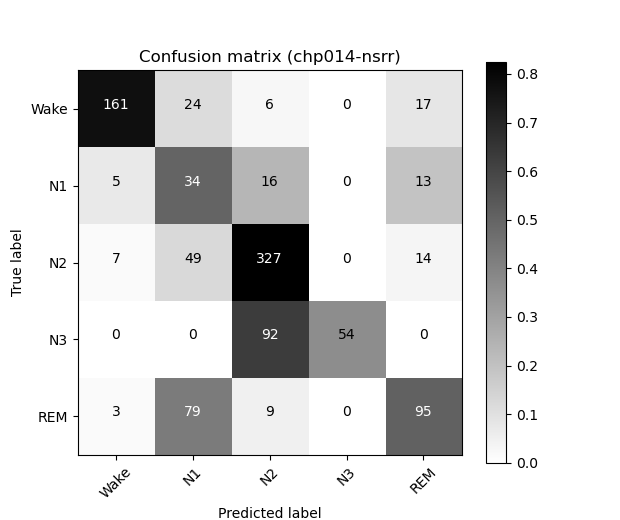 Confusion matrix (chp014-nsrr)
Wake 161 24 6 0 17
N1 5 34 16 0 13
N2 7 49 327 0 14
N3 0 0 92 54 0
REM 3 79 9 0 95
Wake N1 N2 N3 REM
Predicted label
True label
0.8
0.7
0.6
0.5
0.4
0.3
0.2
0.1
0.0